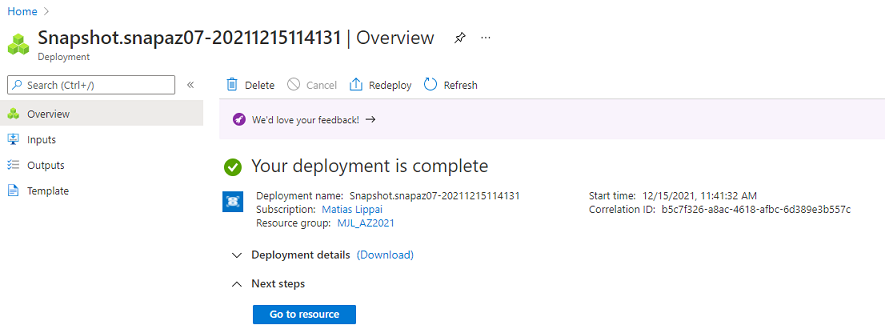 Home >
Snapshot.snapaz07-20211215114131 | Overview ...
Deployment
Search (Ctrl+/) «
Delete Cancel Redeploy Refresh
Overview
Inputs
Outputs
Template
We'd love your feedback! →
Your deployment is complete
Deployment name: Snapshot.snapaz07-20211215114131
Subscription: Matias Lippai
Resource group: MJL_AZ2021
Start time: 12/15/2021, 11:41:32 AM
Correlation ID: b5c7f326-a8ac-4618-afbc-6d389e3b557c
Deployment details (Download)
Next steps
Go to resource